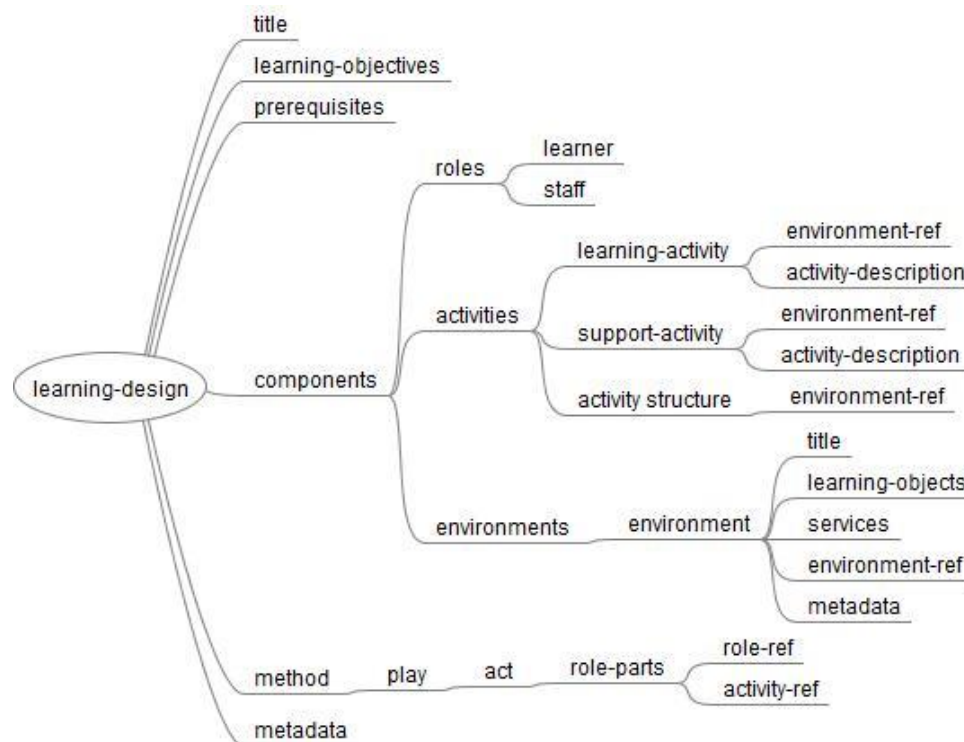 title
learning-objectives
prerequisites
learner
roles
staff
environment-ref
learning-activity
activity-description
environment-ref
activities
support-activity
activity-description
learning-design
components
activity structure
environment-ref
title
learning-objects
environments
environment
services
environment-ref
metadata
role-ref
method
play
act
role-parts
activity-ref
metadata